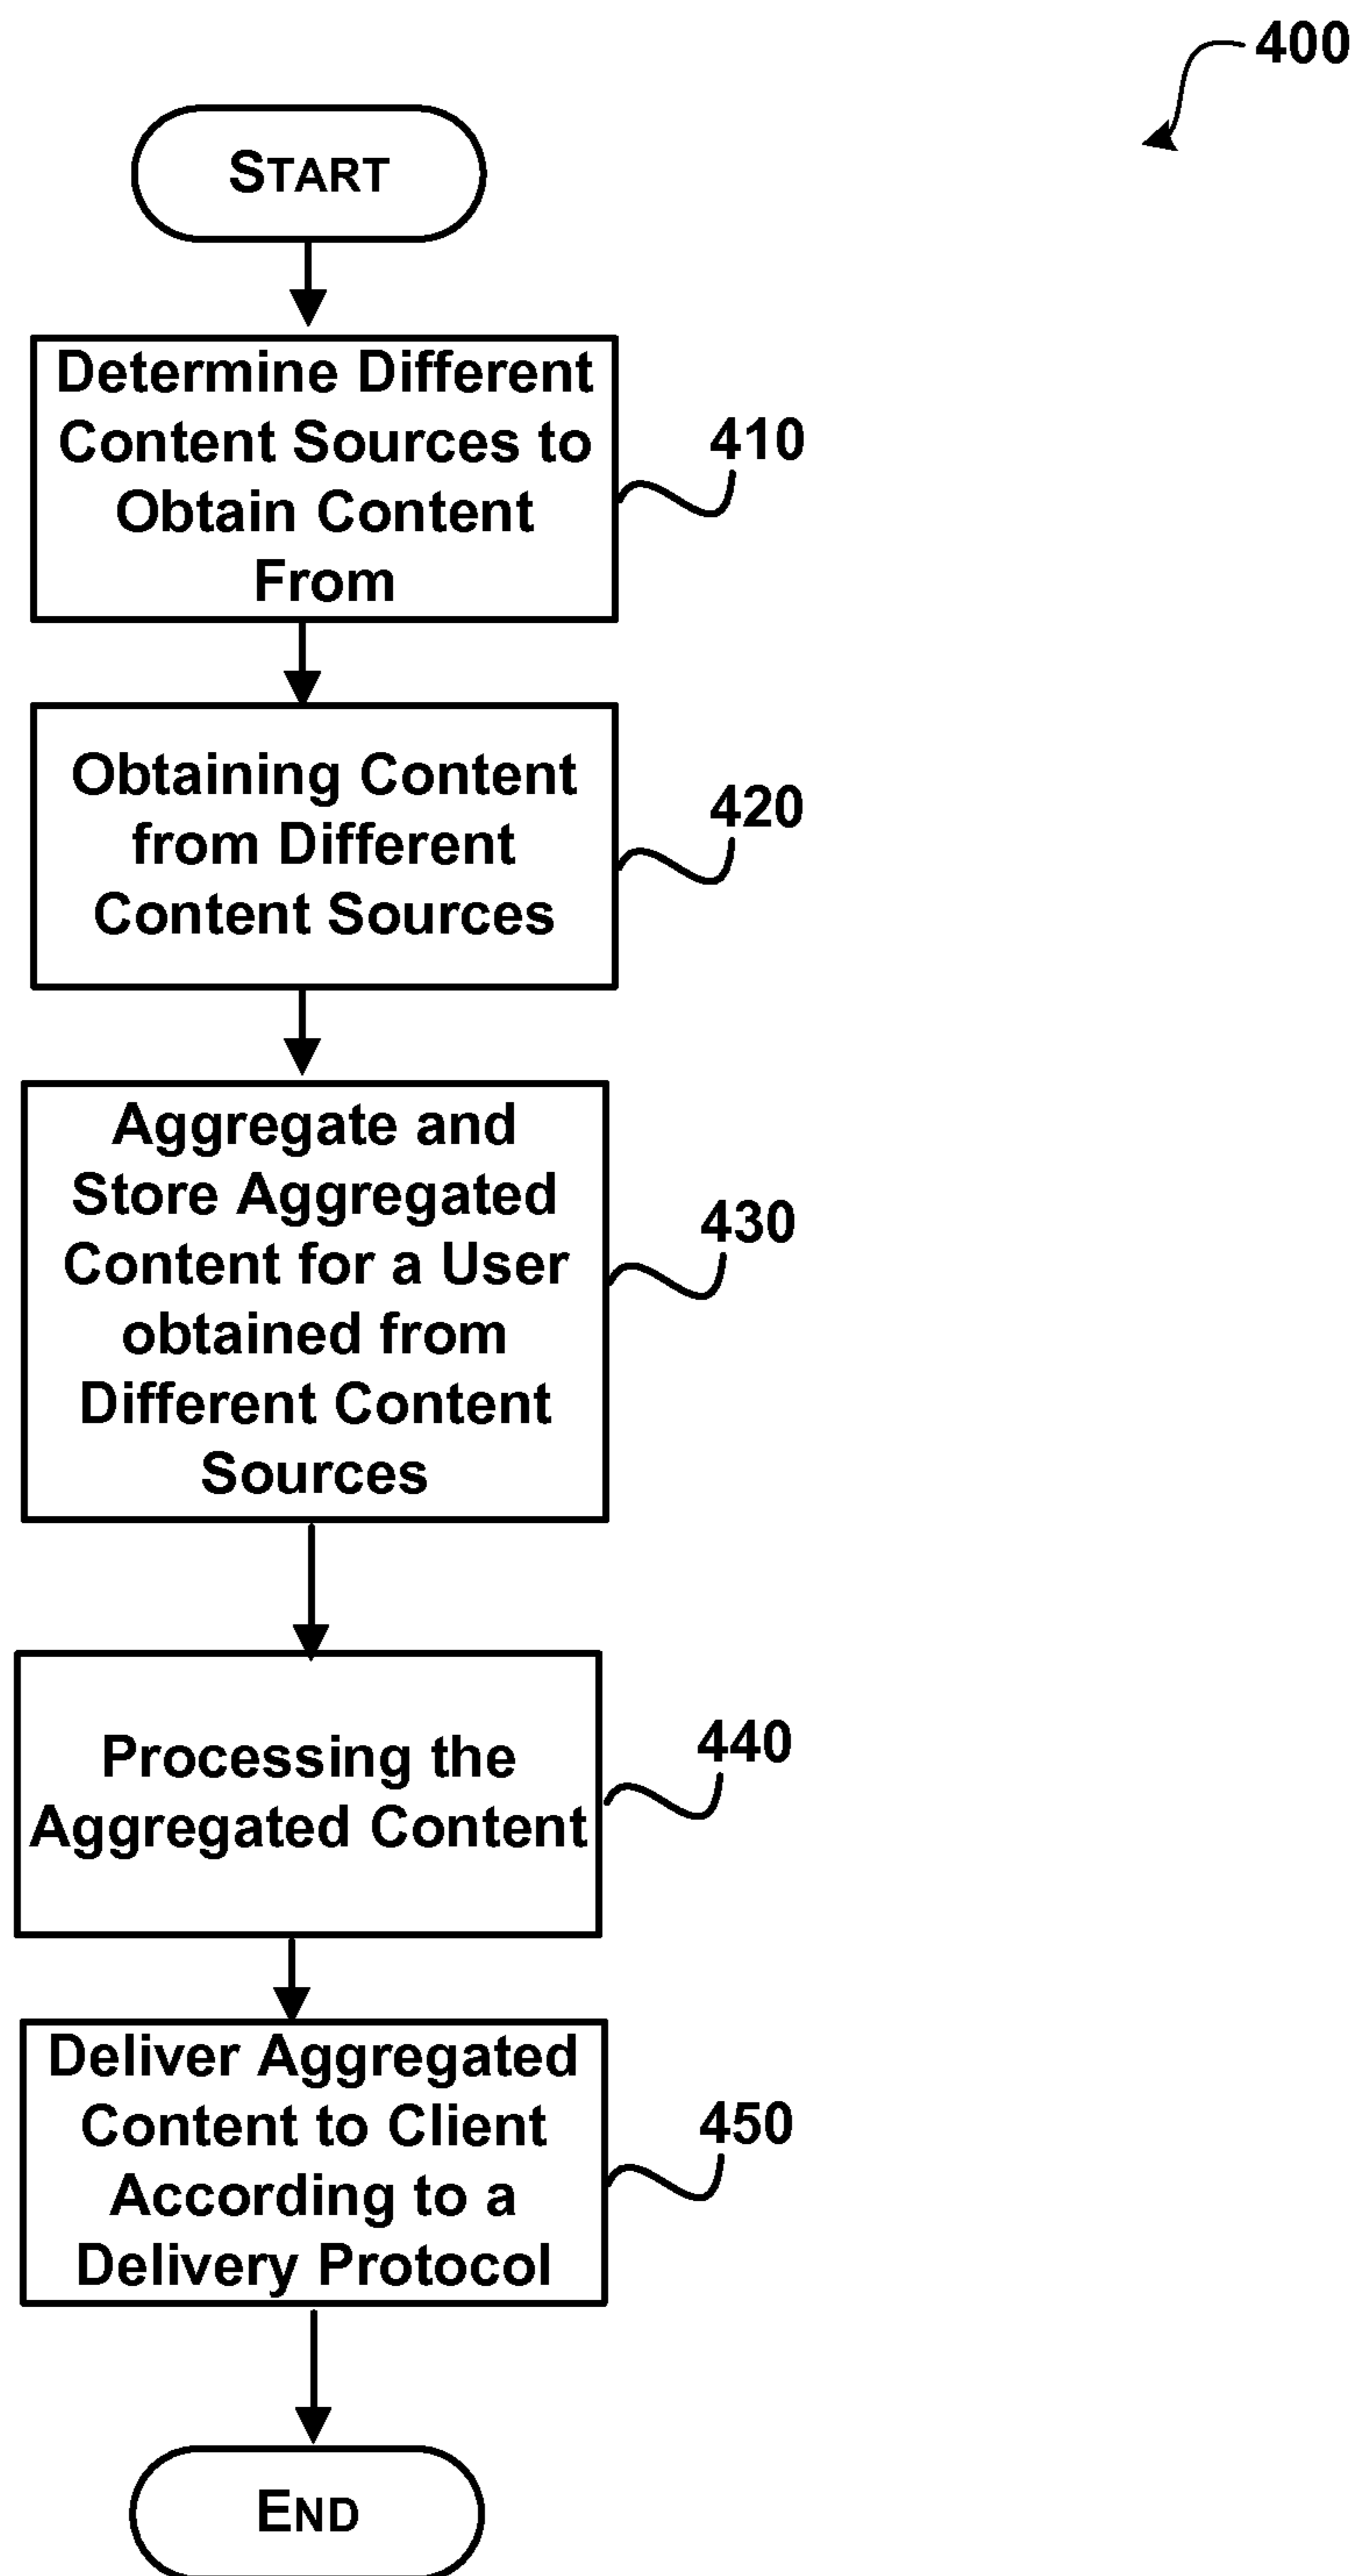 400
START
Determine Different
Content Sources to
Obtain Content
From
410
Obtaining Content
from Different
Content Sources
420
Aggregate and
Store Aggregated
Content for a User
obtained from
Different Content
Sources
430
Processing the
Aggregated Content
440
Deliver Aggregated
Content to Client
According to a
Delivery Protocol
450
END